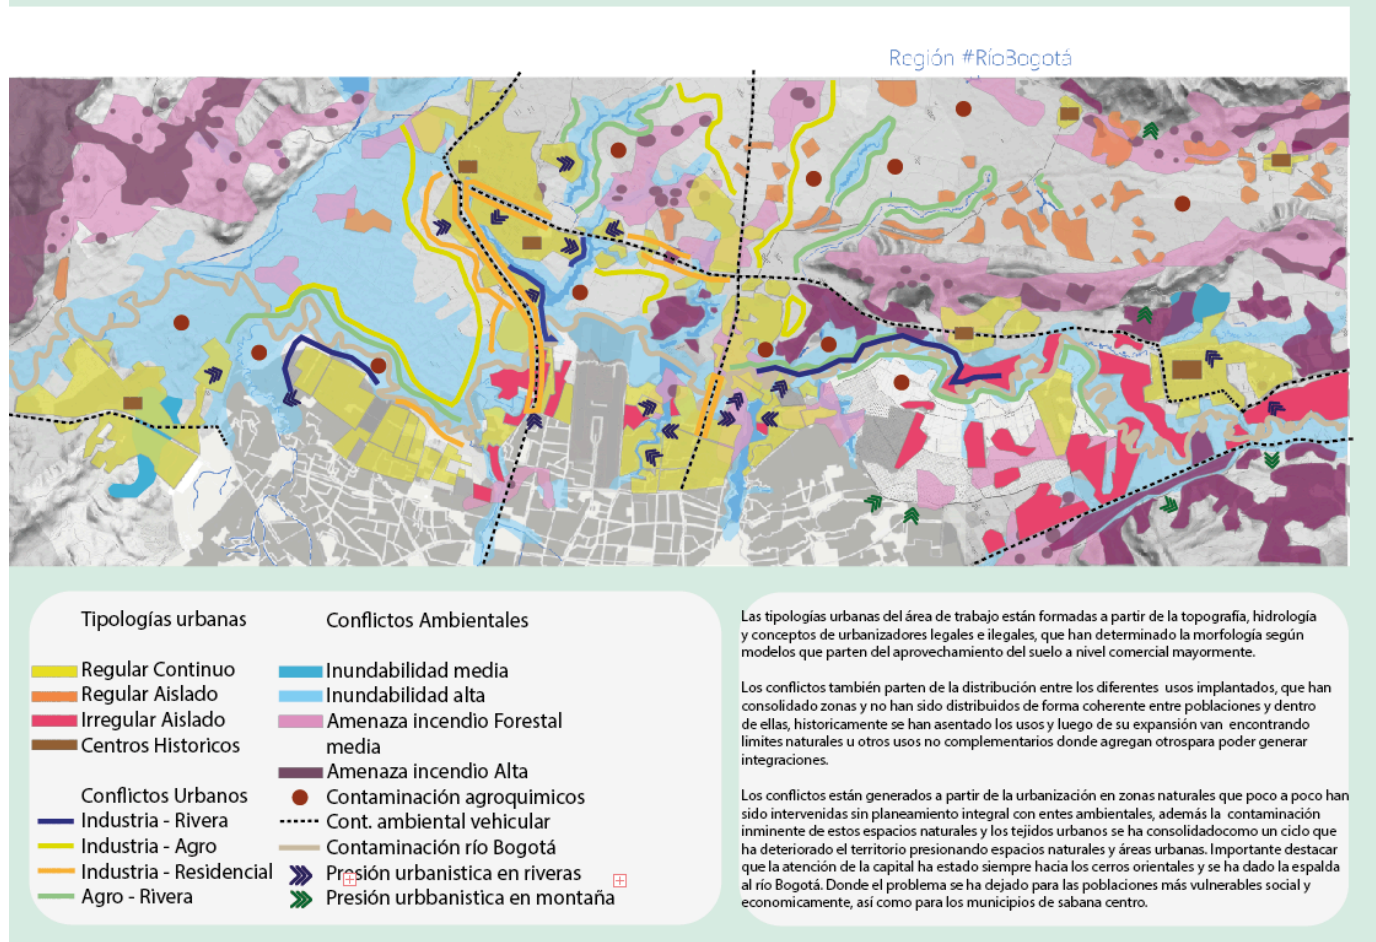 Región #RíoBogotá
Tipologías urbanas
Regular Continuo
Regular Aislado
Irregular Aislado
Centros Historicos
Conflictos Urbanos
Industria - Rivera
Industria - Agro
Industria - Residencial
Agro - Rivera
Conflictos Ambientales
Inundabilidad media
Inundabilidad alta
Amenaza incendio Forestal
media
Amenaza incendio Alta
Contaminación agroquimicos
Cont. ambiental vehicular
Contaminación río Bogotá
Presión urbanistica en riveras
Presión urbbanistica en montaña
Las tipologías urbanas del área de trabajo están formadas a partir de la topografía, hidrología
y conceptos de urbanizadores legales e ilegales, que han determinado la morfología según
modelos que parten del aprovechamiento del suelo a nivel comercial mayormente.
Los conflictos también parten de la distribución entre los diferentes usos implantados, que han
consolidado zonas y no han sido distribuidos de forma coherente entre poblaciones y dentro
de ellas, historicamente se han asentado los usos y luego de su expansión van encontrando
limites naturales u otros usos no complementarios donde agregan otrospara poder generar
integraciones.
Los conflictos están generados a partir de la urbanización en zonas naturales que poco a poco han
sido intervenidas sin planeamiento integral con entes ambientales, además la contaminación
inminente de estos espacios naturales y los tejidos urbanos se ha consolidadocomo un ciclo que
ha deteriorado el territorio presionando espacios naturales y áreas urbanas. Importante destacar
que la atención de la capital ha estado siempre hacia los cerros orientales y se ha dado la espalda
al río Bogotá. Donde el problema se ha dejado para las poblaciones más vulnerables social y
economicamente, así como para los municipios de sabana centro.